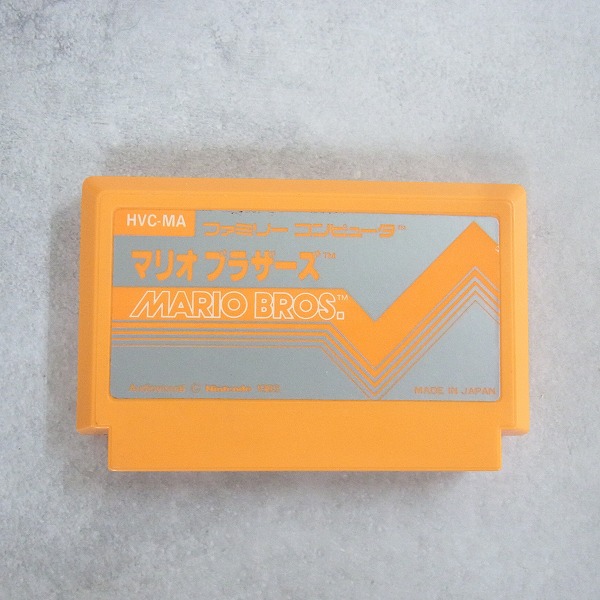 HVC-MA
ファミリー コンピュータ™
マリオブラザーズ™
MARIO BROS.™
Nintendo
MADE IN JAPAN